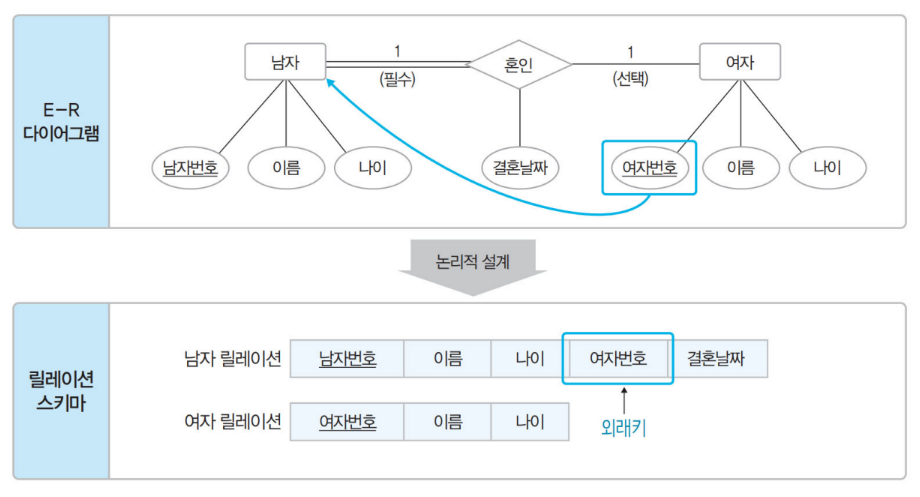 E-R
다이어그램
남자 1 (필수) 혼인 1 (선택) 여자
남자번호 이름 나이 결혼날짜 여자번호 이름 나이
논리적 설계
릴레이션
스키마
남자 릴레이션 남자번호 이름 나이 여자번호 결혼날짜
여자 릴레이션 여자번호 이름 나이
외래키